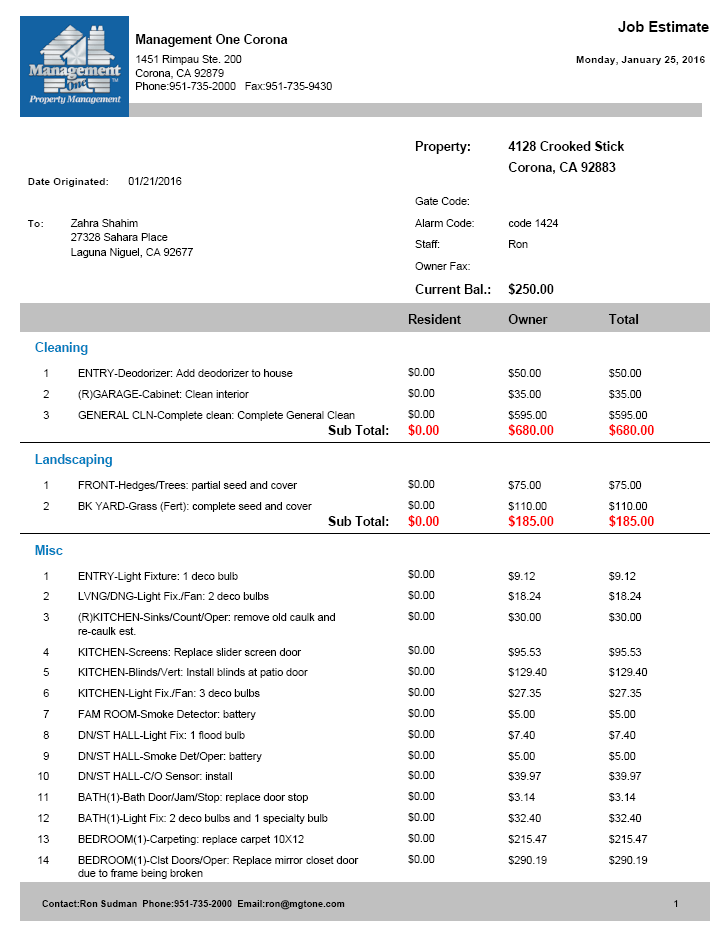 Management
One
TM
Property Management
Management One Corona
1451 Rimpau Ste. 200
Corona, CA 92879
Phone:951-735-2000 Fax:951-735-9430
Job Estimate
Monday, January 25, 2016
Property: 4128 Crooked Stick
Corona, CA 92883
Date Originated: 01/21/2016
Gate Code:
To: Zahra Shahim
27328 Sahara Place
Laguna Niguel, CA 92677
Alarm Code: code 1424
Staff: Ron
Owner Fax:
Current Bal.: $250.00
Resident Owner Total
Cleaning
1 ENTRY-Deodorizer: Add deodorizer to house $0.00 $50.00 $50.00
2 (R)GARAGE-Cabinet: Clean interior $0.00 $35.00 $35.00
3 GENERAL CLN-Complete clean: Complete General Clean $0.00 $595.00 $595.00
Sub Total: $0.00 $680.00 $680.00
Landscaping
1 FRONT-Hedges/Trees: partial seed and cover $0.00 $75.00 $75.00
2 BK YARD-Grass (Fert): complete seed and cover $0.00 $110.00 $110.00
Sub Total: $0.00 $185.00 $185.00
Misc
1 ENTRY-Light Fixture: 1 deco bulb $0.00 $9.12 $9.12
2 LVNG/DNG-Light Fix./Fan: 2 deco bulbs $0.00 $18.24 $18.24
3 (R)KITCHEN-Sinks/Count/Oper: remove old caulk and $0.00 $30.00 $30.00
re-caulk est.
4 KITCHEN-Screens: Replace slider screen door $0.00 $95.53 $95.53
5 KITCHEN-Blinds/Vert: Install blinds at patio door $0.00 $129.40 $129.40
6 KITCHEN-Light Fix./Fan: 3 deco bulbs $0.00 $27.35 $27.35
7 FAM ROOM-Smoke Detector: battery $0.00 $5.00 $5.00
8 DN/ST HALL-Light Fix: 1 flood bulb $0.00 $7.40 $7.40
9 DN/ST HALL-Smoke Det/Oper: battery $0.00 $5.00 $5.00
10 DN/ST HALL-C/O Sensor: install $0.00 $39.97 $39.97
11 BATH(1)-Bath Door/Jam/Stop: replace door stop $0.00 $3.14 $3.14
12 BATH(1)-Light Fix: 2 deco bulbs and 1 specialty bulb $0.00 $32.40 $32.40
13 BEDROOM(1)-Carpeting: replace carpet 10X12 $0.00 $215.47 $215.47
14 BEDROOM(1)-Clst Doors/Oper: Replace mirror closet door $0.00 $290.19 $290.19
due to frame being broken
Contact:Ron Sudman Phone:951-735-2000 Email:ron@mgtone.com 1